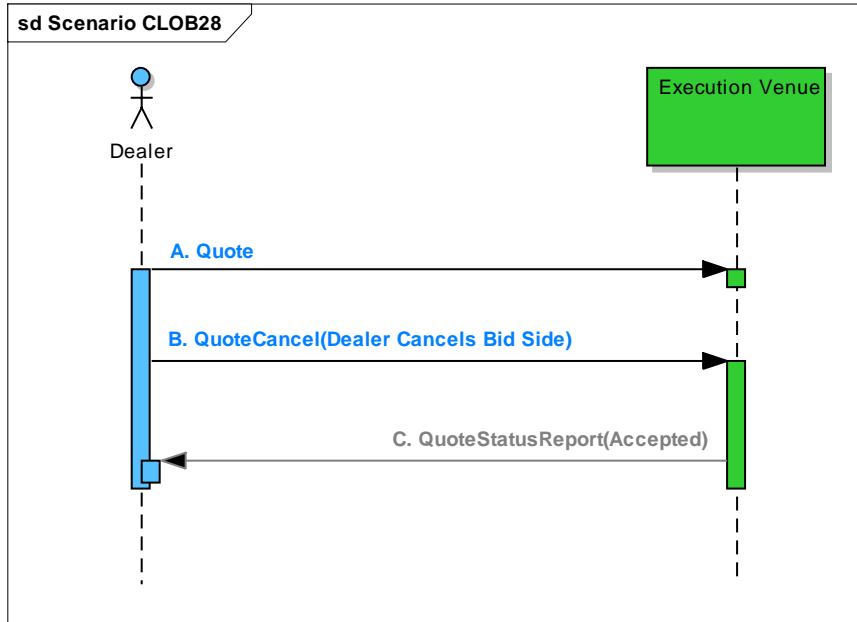 sd Scenario CLOB28
Dealer
Execution Venue
A. Quote
B. QuoteCancel(Dealer Cancels Bid Side)
C. QuoteStatusReport(Accepted)